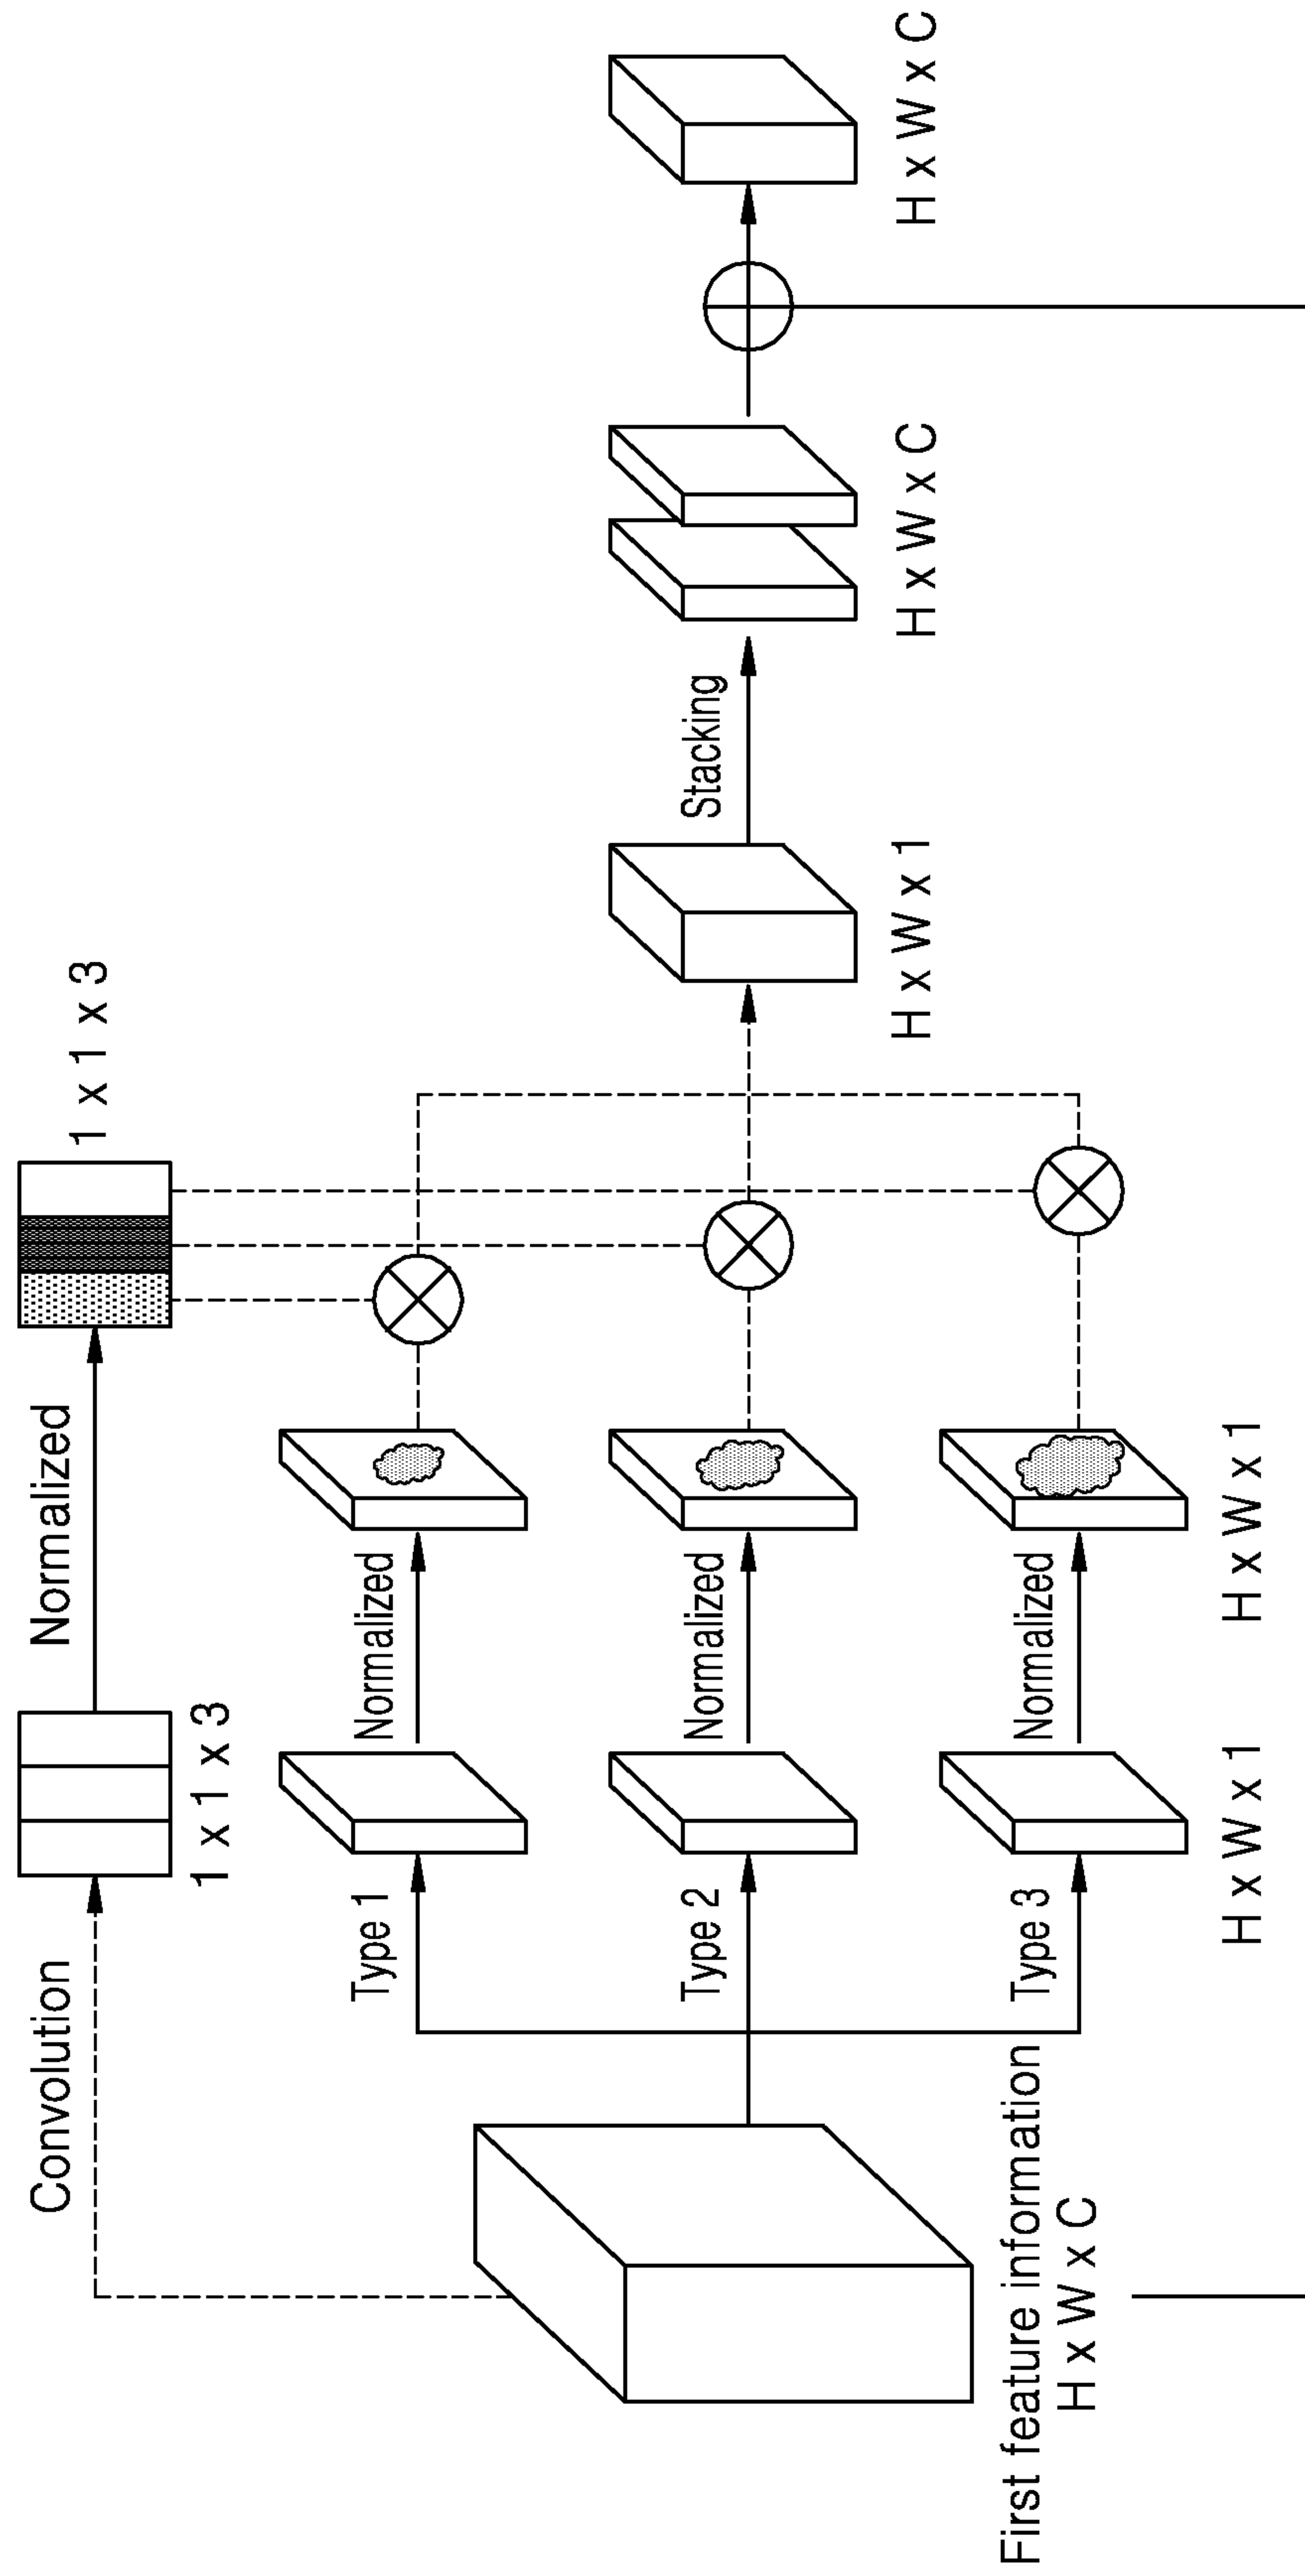 Convolution
Normalized
1 x 1 x 3
1 x 1 x 3
Type 1
Normalized
Type 2
Normalized
Stacking
Type 3
Normalized
First feature information
H x W x C
H x W x 1
H x W x 1
H x W x 1
H x W x C
H x W x C